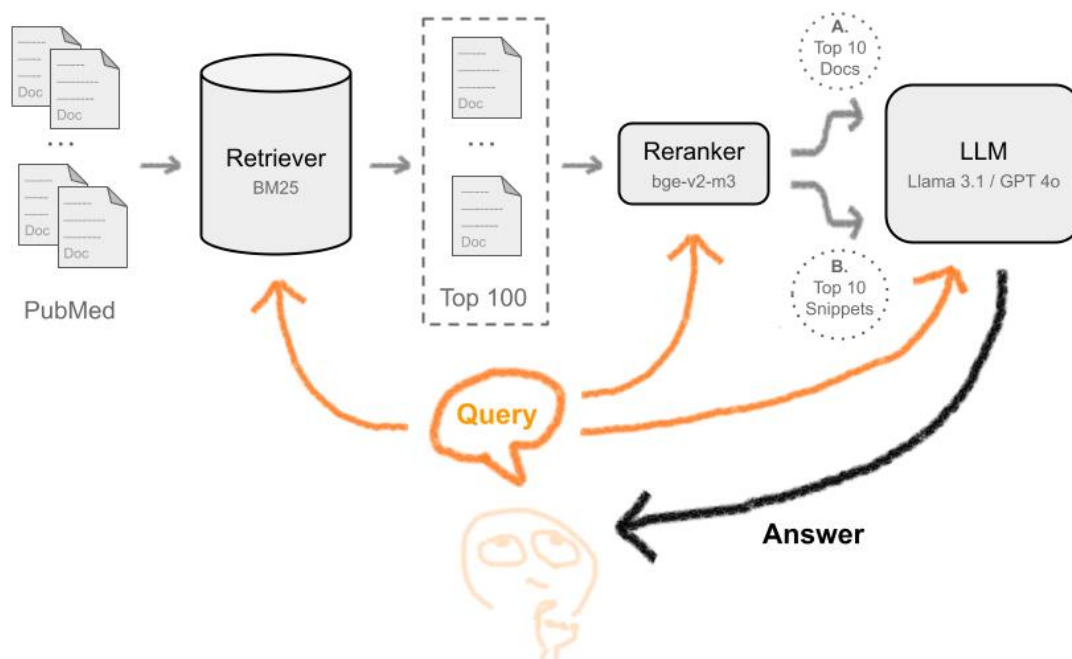 Doc
Doc
...
Doc
Doc
PubMed
Retriever
BM25
Doc
...
Doc
Top 100
Reranker
bge-v2-m3
A.
Top 10
Docs
B.
Top 10
Snippets
LLM
Llama 3.1 / GPT 4o
Query
Answer